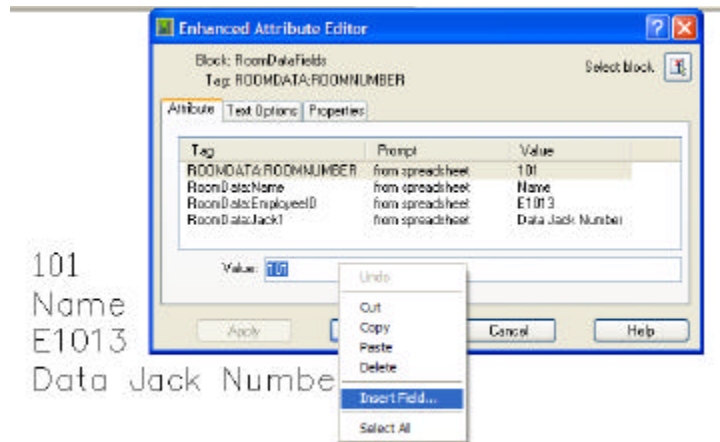 Enhanced Attribute Editor
Block: RoomDataFields
Tag: ROOMDATA:ROOMNUMBER
Select block
Attribute Text Options Properties
Tag Prompt Value
ROOMDATA:ROOMNUMBER from spreadsheet 101
RoomData:Name from spreadsheet Name
RoomData:EmployeeID from spreadsheet E1013
RoomData:Jack1 from spreadsheet Data Jack Number
Value: 101
Apply Cancel Help
Undo
Cut
Copy
Paste
Delete
Insert Field...
Select All
101
Name
E1013
Data Jack Numbe